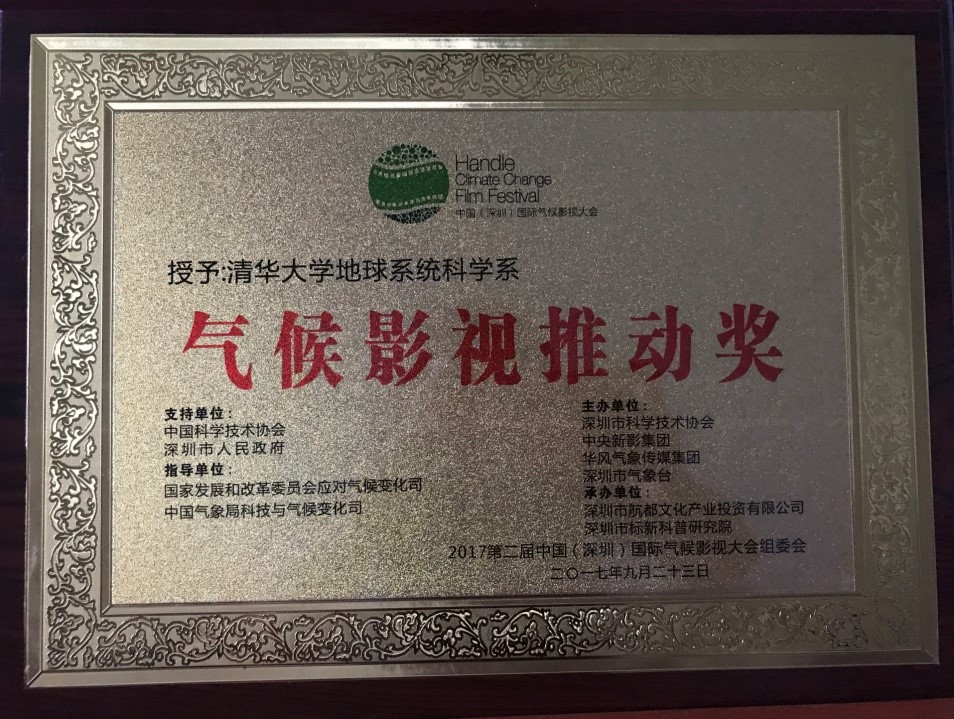 Handle
Climate Change
Film Festival
中国（深圳）国际气候影视大会
授予:清华大学地球系统科学系
气候影视推动奖
支持单位：
中国科学技术协会
深圳市人民政府
指导单位：
国家发展和改革委员会应对气候变化司
中国气象局科技与气候变化司
主办单位：
深圳市科学技术协会
中央新影集团
华风气象传媒集团
深圳市气象台
承办单位：
深圳市航都文化产业投资有限公司
深圳市标新科普研究院
2017第二届中国（深圳）国际气候影视大会组委会
二〇一七年九月二十三日